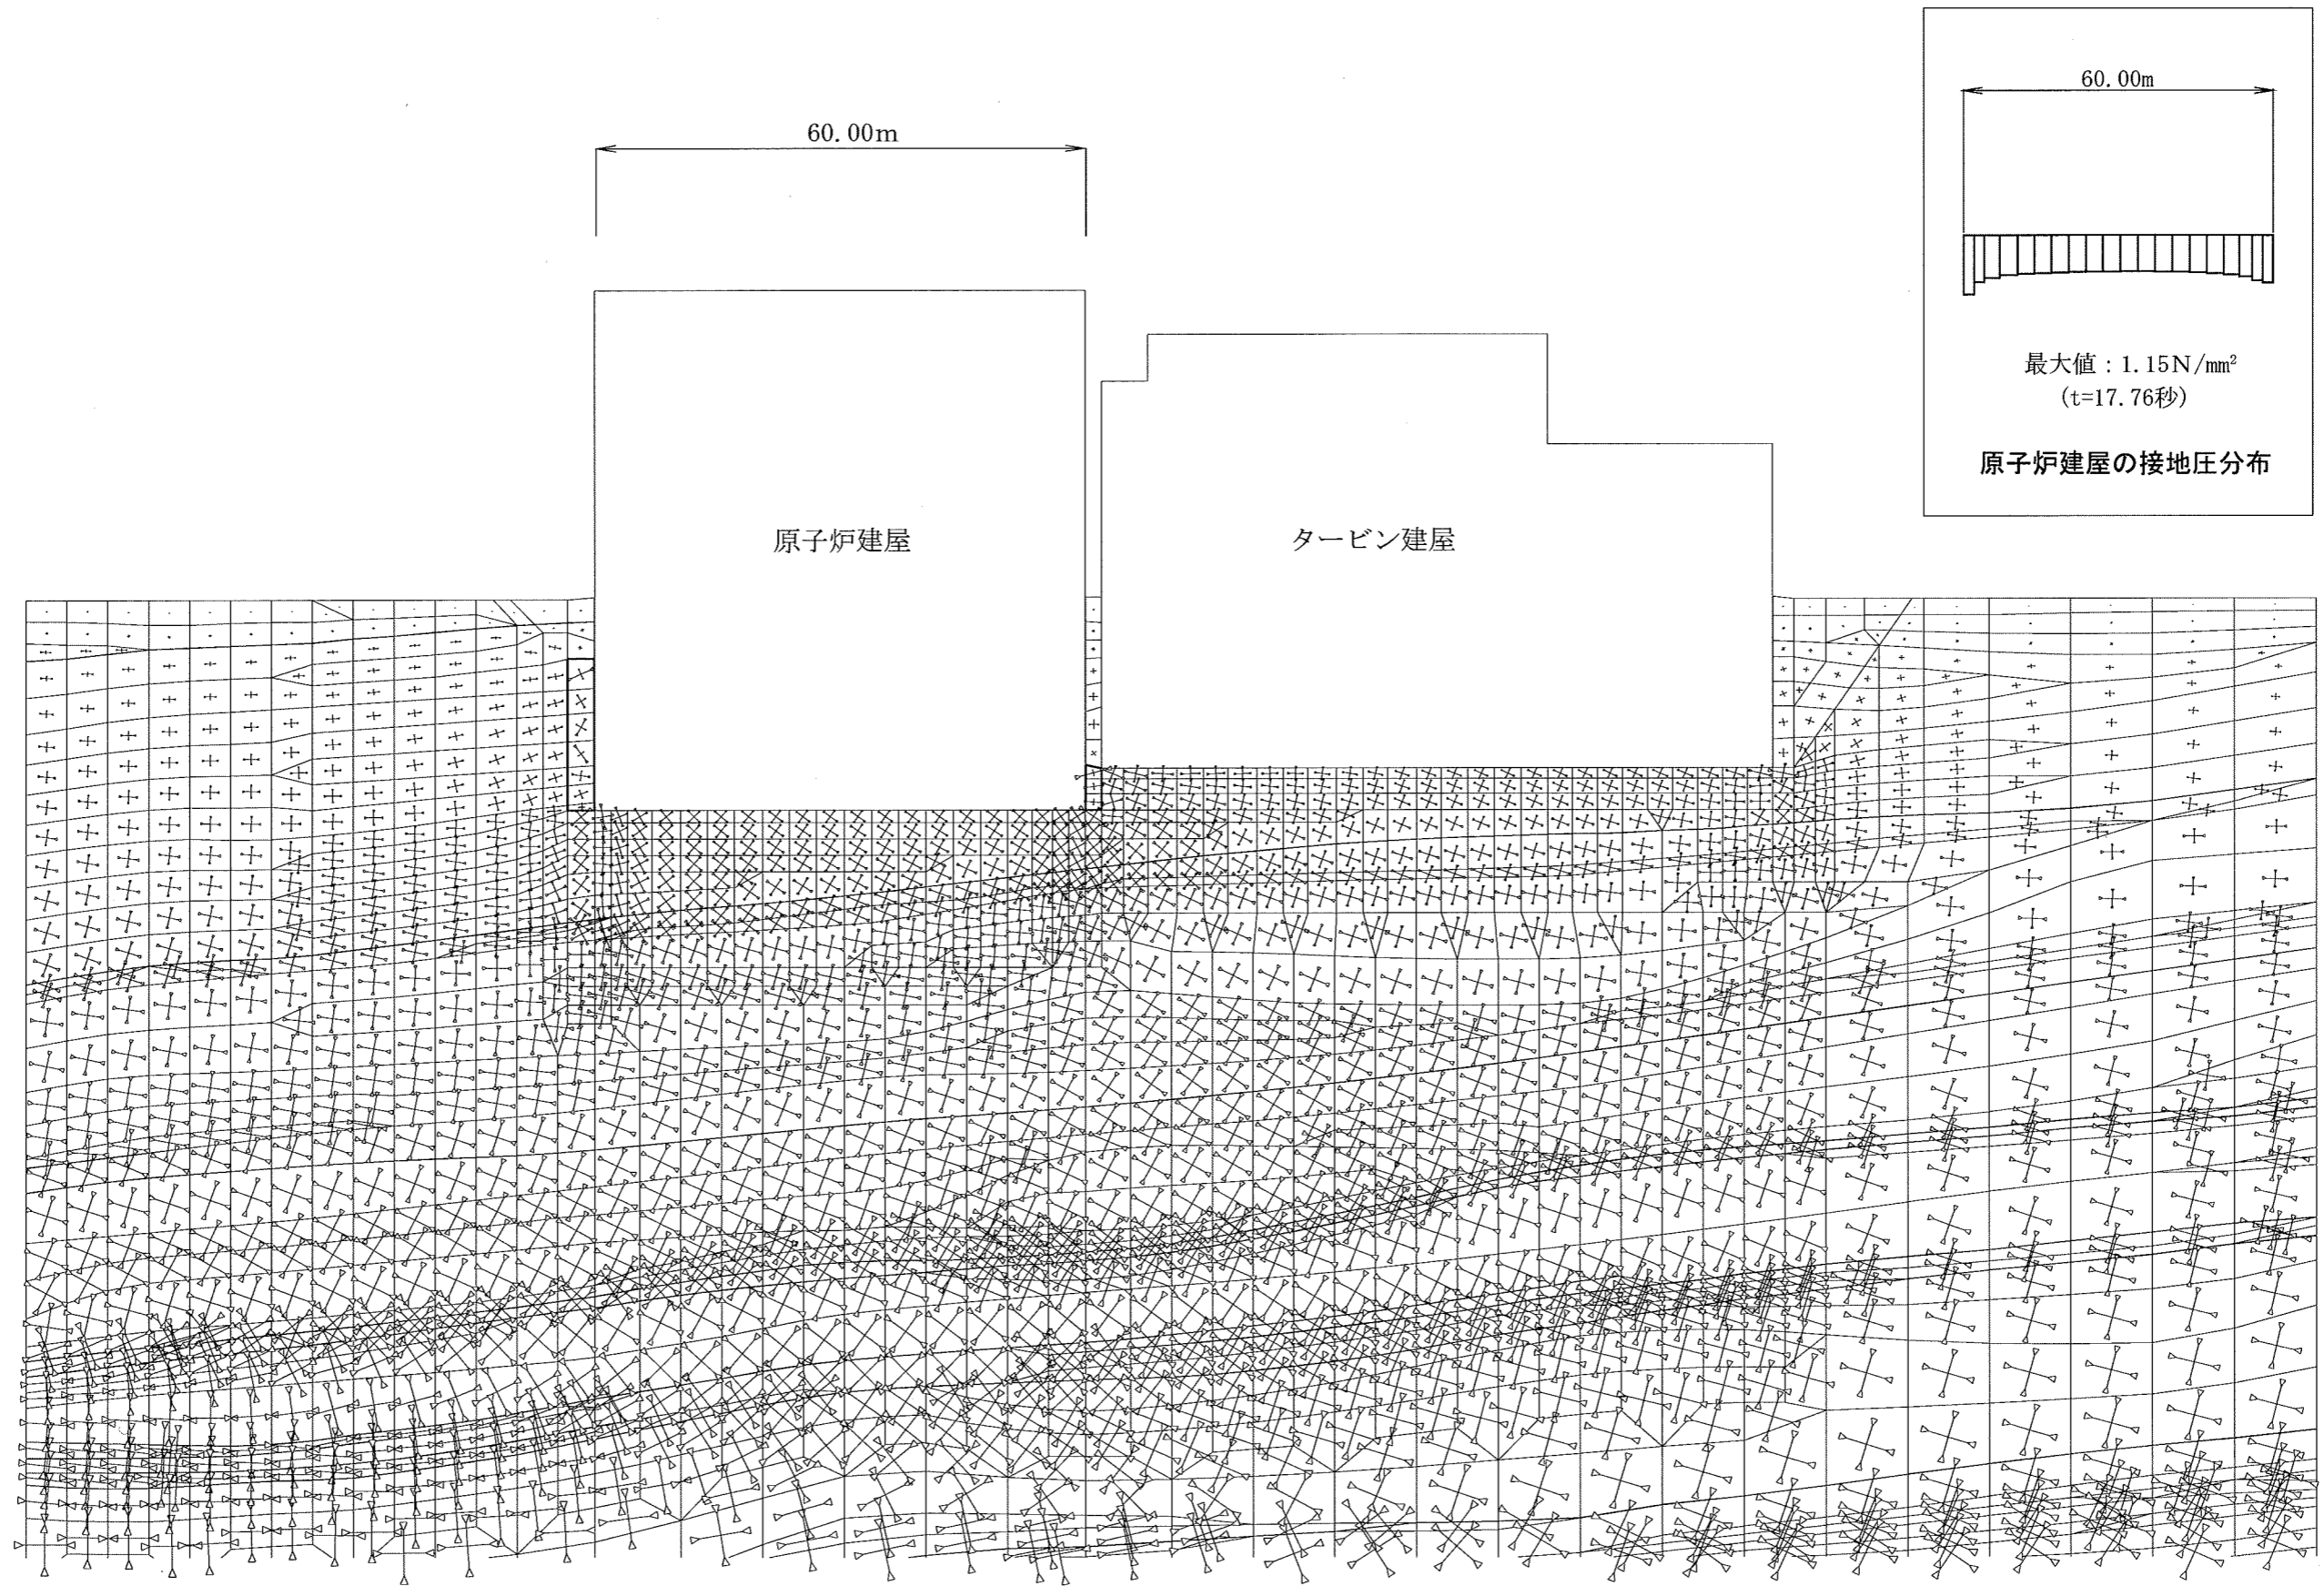 60.00m
60.00m
最大値：1.15N/㎜²
(t=17.76秒)
原子炉建屋の接地圧分布
原子炉建屋
タービン建屋